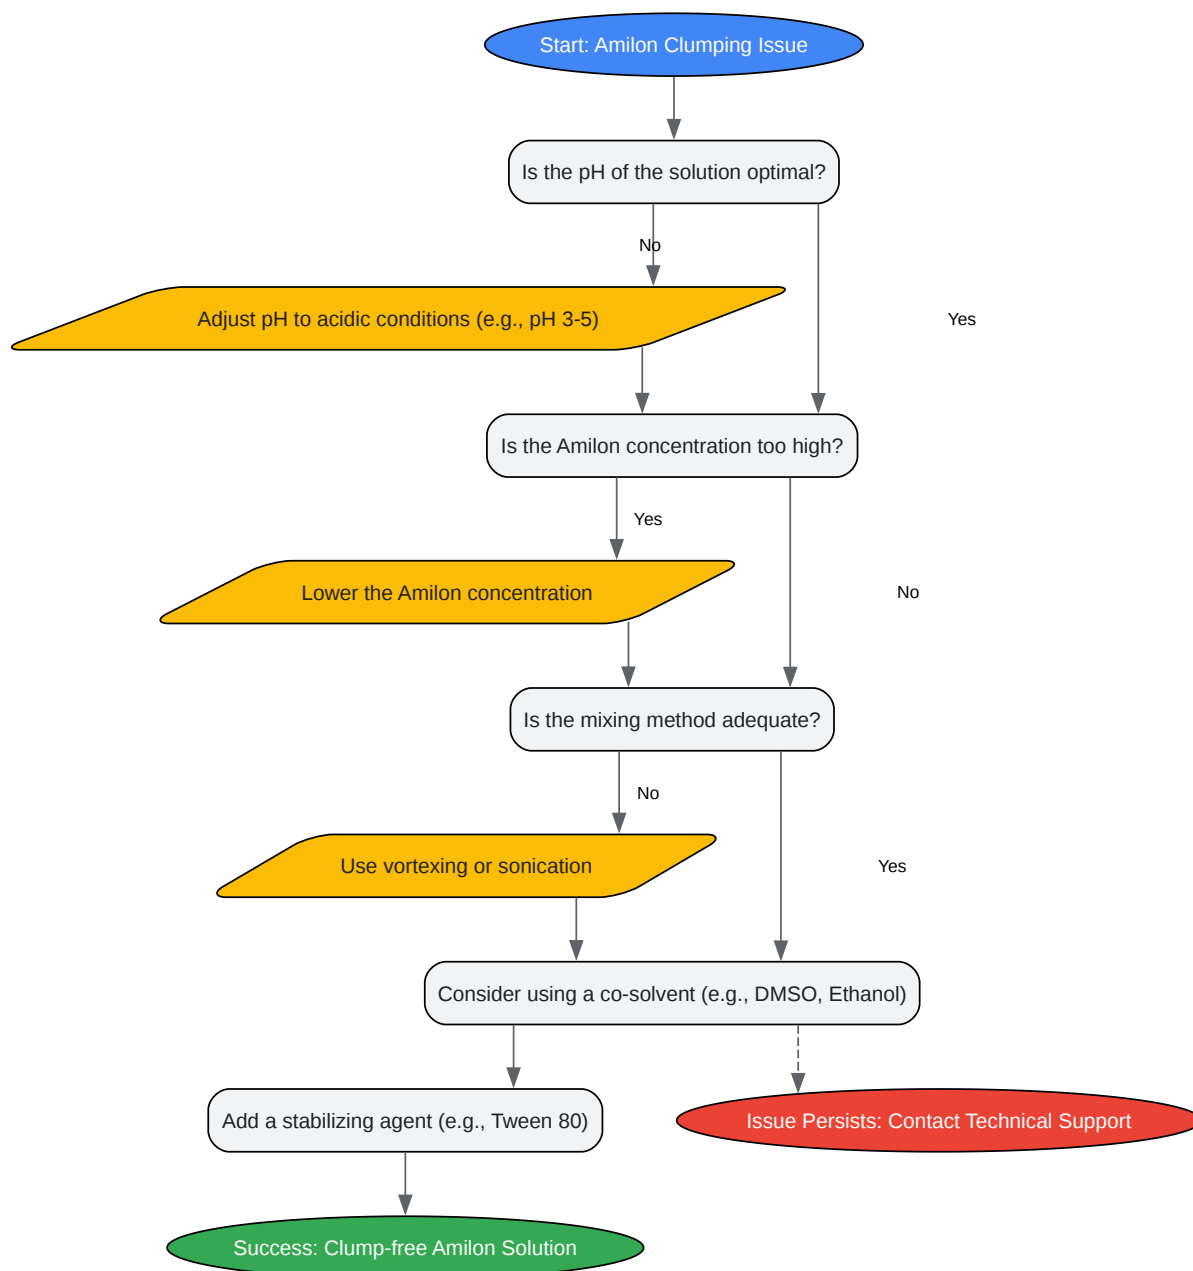 Start: Amilon Clumping Issue
Is the pH of the solution optimal?
No
Adjust pH to acidic conditions (e.g., pH 3-5)
Yes
Is the Amilon concentration too high?
Yes
Lower the Amilon concentration
No
Is the mixing method adequate?
No
Use vortexing or sonication
Yes
Consider using a co-solvent (e.g., DMSO, Ethanol)
Add a stabilizing agent (e.g., Tween 80)
Issue Persists: Contact Technical Support
Success: Clump-free Amilon Solution